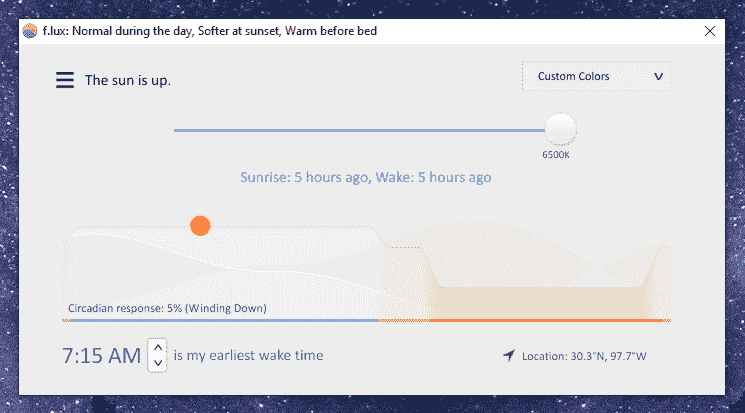 f.lux: Normal during the day, Softer at sunset, Warm before bed
The sun is up.
Custom Colors
6500K
Sunrise: 5 hours ago, Wake: 5 hours ago
Circadian response: 5% (Winding Down)
7:15 AM is my earliest wake time
Location: 30.3°N, 97.7°W